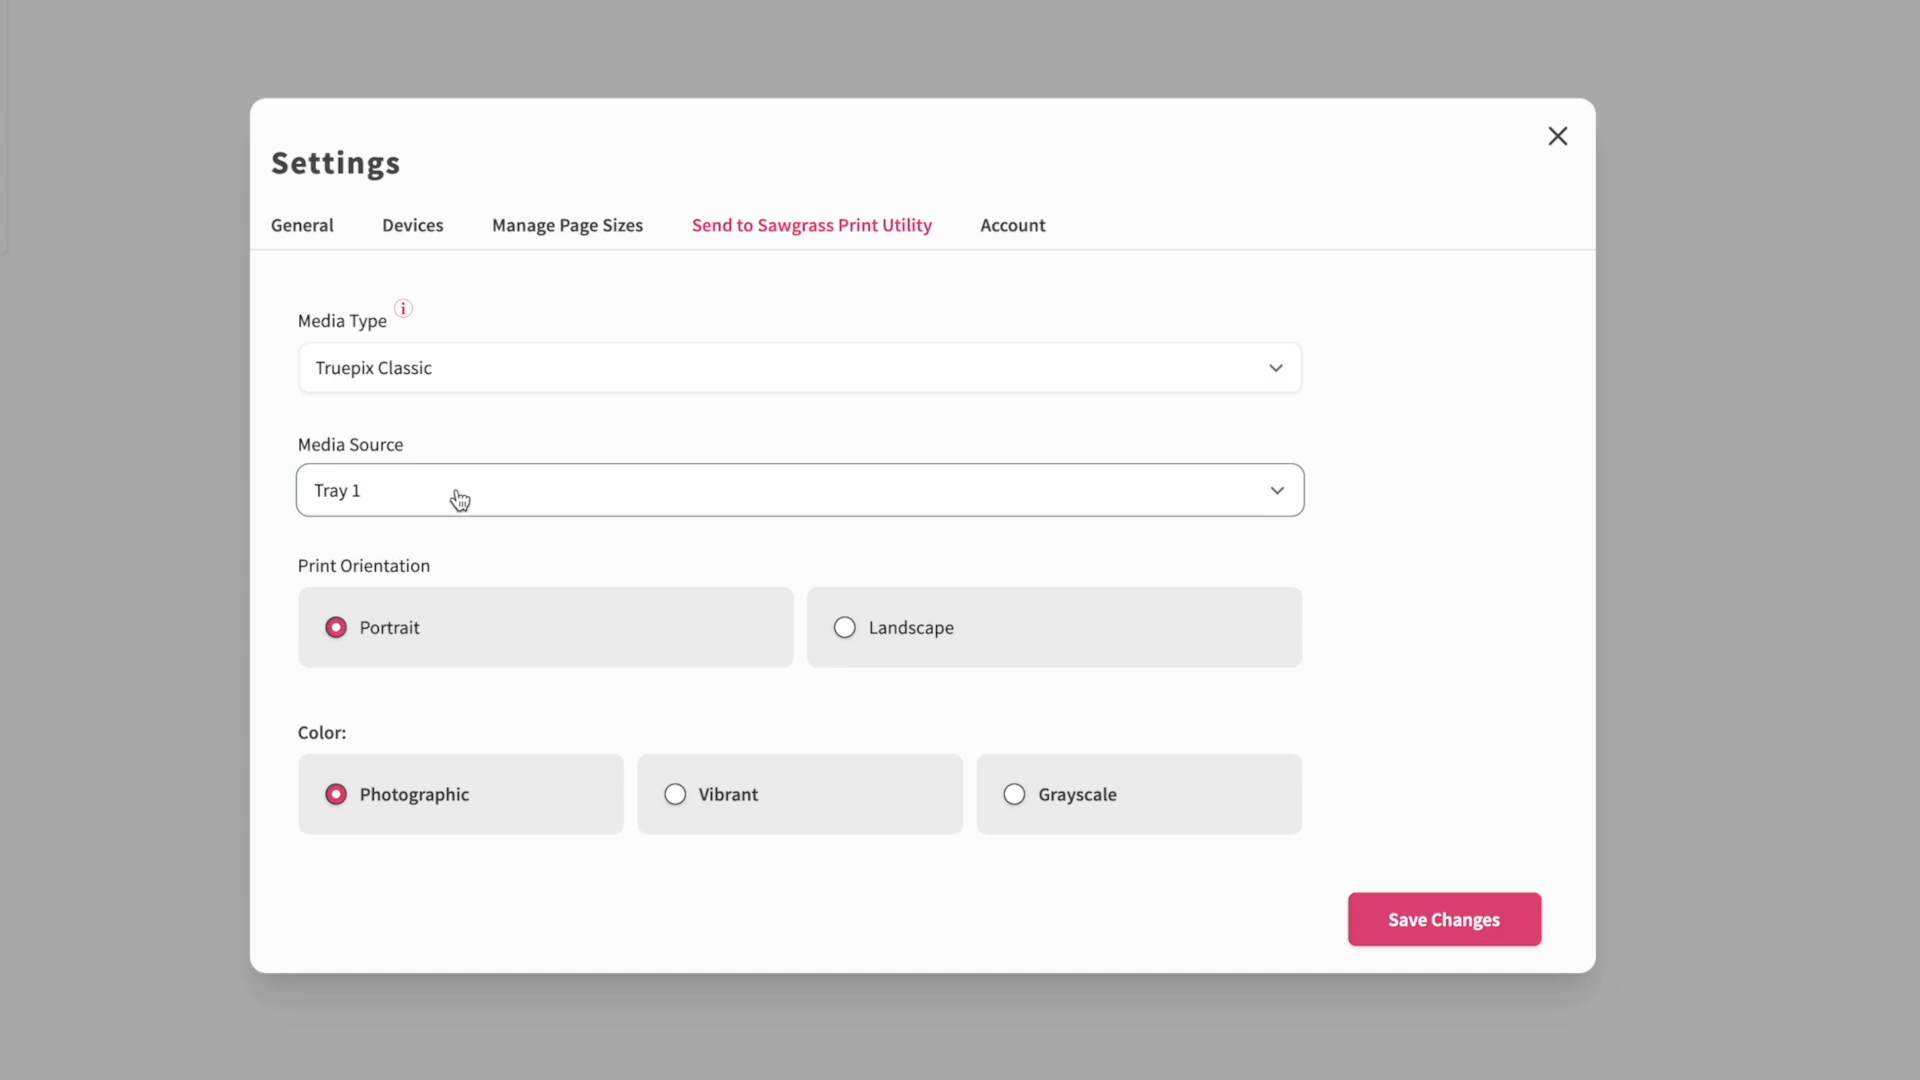 Settings
General Devices Manage Page Sizes Send to Sawgrass Print Utility Account
Media Type i
Truepix Classic
Media Source
Tray 1
Print Orientation
Portrait Landscape
Color:
Photographic Vibrant Grayscale
Save Changes